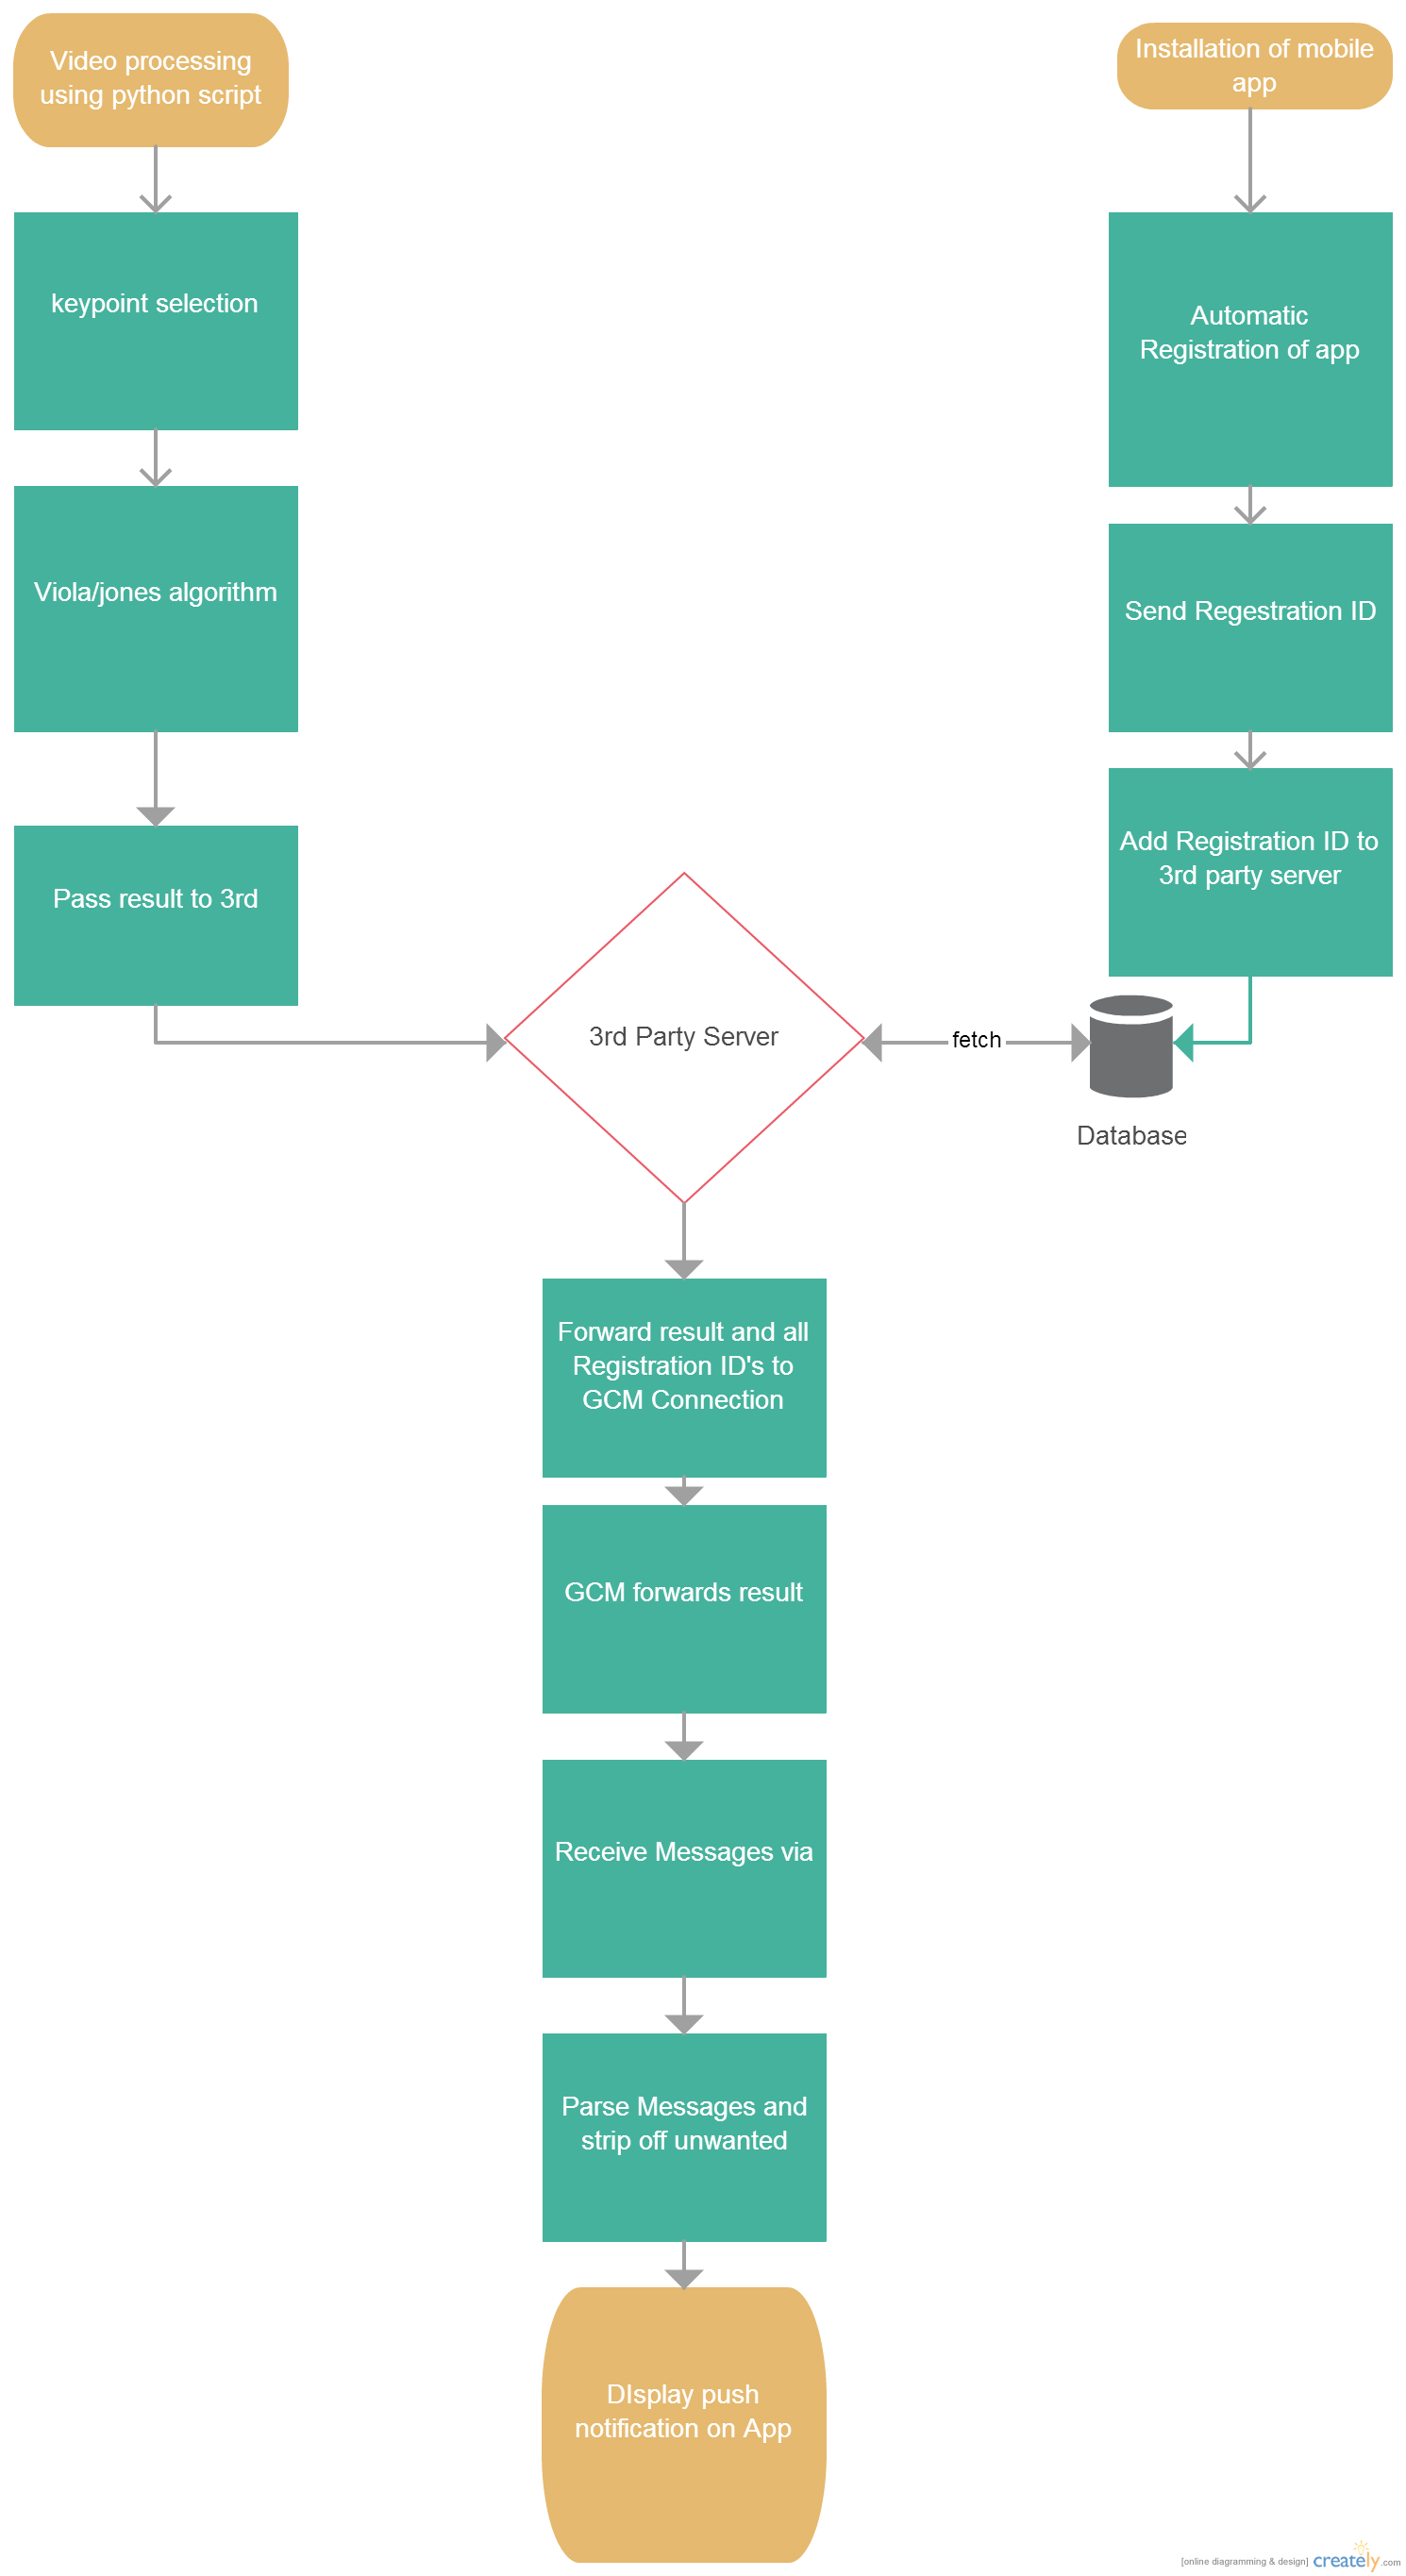 Video processing
using python script
keypoint selection
Viola/jones algorithm
Pass result to 3rd
Installation of mobile
app
Automatic
Registration of app
Send Regestration ID
Add Registration ID to
3rd party server
3rd Party Server
fetch
Database
Forward result and all
Registration ID's to
GCM Connection
GCM forwards result
Receive Messages via
Parse Messages and
strip off unwanted
DIsplay push
notification on App
[online diagramming & design] creately.com